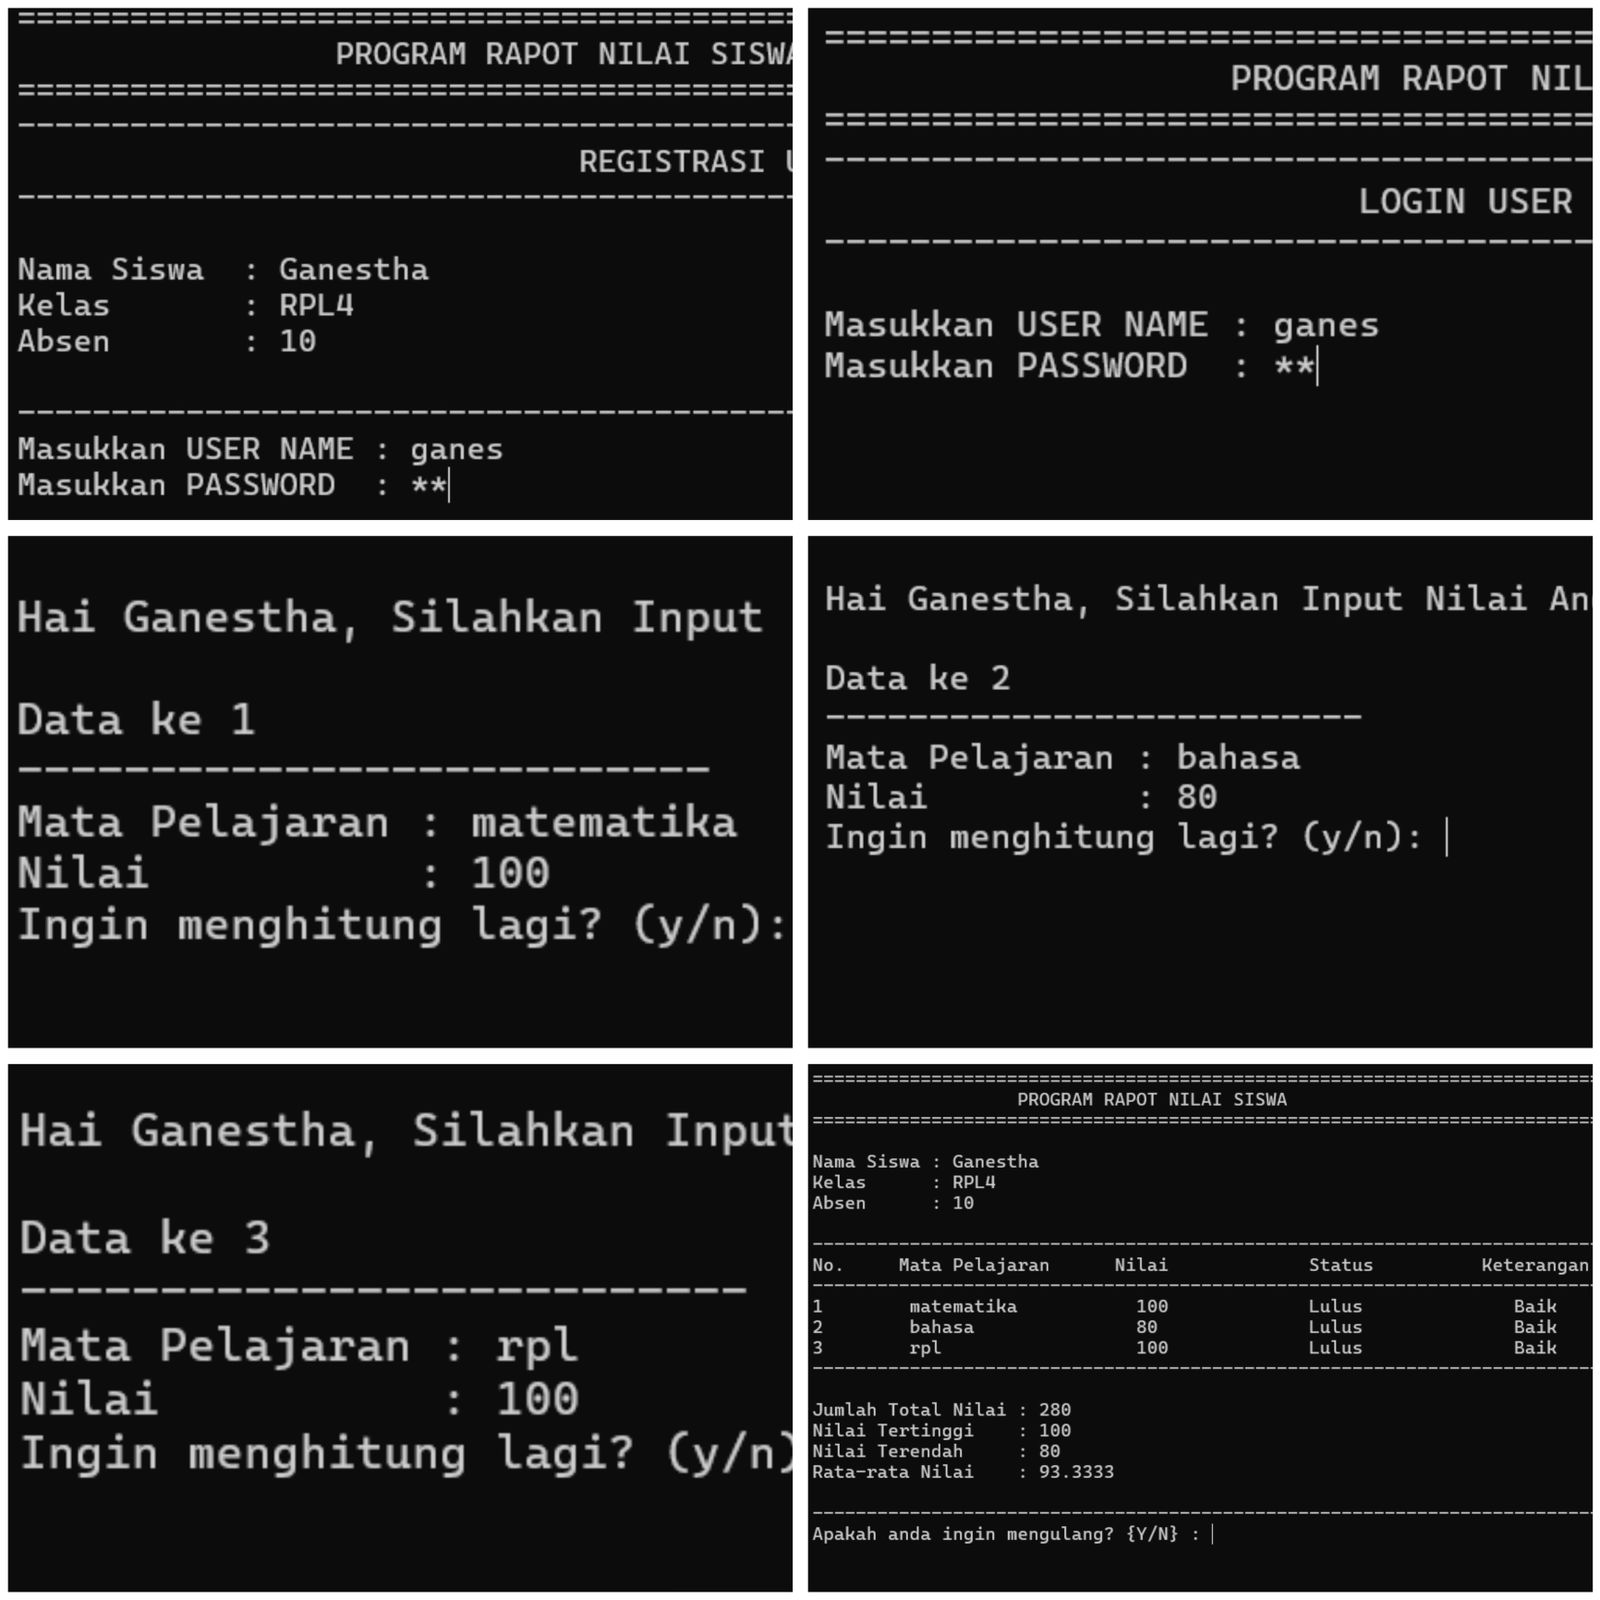 ================================================
PROGRAM RAPOT NILAI SISWA
================================================
------------------------------------------------
REGISTRASI
------------------------------------------------
Nama Siswa : Ganestha
Kelas : RPL4
Absen : 10
------------------------------------------------
Masukkan USER NAME : ganes
Masukkan PASSWORD : **
================================================
PROGRAM RAPOT NIL
================================================
------------------------------------------------
LOGIN USER
------------------------------------------------
Masukkan USER NAME : ganes
Masukkan PASSWORD : **
Hai Ganestha, Silahkan Input
Data ke 1
--------------------------
Mata Pelajaran : matematika
Nilai : 100
Ingin menghitung lagi? (y/n):
Hai Ganestha, Silahkan Input Nilai An
Data ke 2
--------------------------
Mata Pelajaran : bahasa
Nilai : 80
Ingin menghitung lagi? (y/n):
Hai Ganestha, Silahkan Input
Data ke 3
--------------------------
Mata Pelajaran : rpl
Nilai : 100
Ingin menghitung lagi? (y/n)
================================================
PROGRAM RAPOT NILAI SISWA
================================================
Nama Siswa : Ganestha
Kelas : RPL4
Absen : 10
------------------------------------------------
No. Mata Pelajaran Nilai Status Keterangan
------------------------------------------------
1 matematika 100 Lulus Baik
2 bahasa 80 Lulus Baik
3 rpl 100 Lulus Baik
------------------------------------------------
Jumlah Total Nilai : 280
Nilai Tertinggi : 100
Nilai Terendah : 80
Rata-rata Nilai : 93.3333
------------------------------------------------
Apakah anda ingin mengulang? {Y/N} :